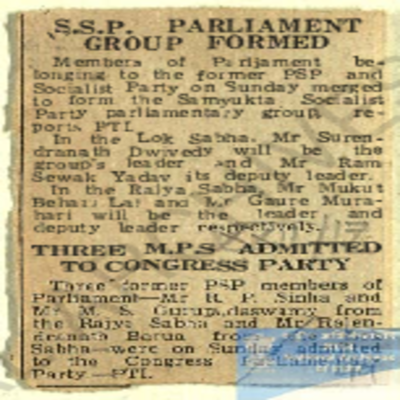 S.S.P. PARLIAMENT
GROUP FORMED
Members of Parliament be-
longing to the former PSP and
Socialist Party on Sunday merged
to form the Samyukta Socialist
Party parliamentary group, re-
ports PTI.
In the Lok Sabha, Mr Suren-
dranath Dwivedy will be the
group's leader and Mr Ram
Sewak Yadav its deputy leader.
In the Rajya Sabha, Mr Mukut
Behari Lal and Mr Gaure Mura-
hari will be the leader and
deputy leader respectively.
THREE M.P.S ADMITTED
TO CONGRESS PARTY
Three former PSP members of
Parliament—Mr R. P. Sinha and
Mr M. S. Gurupadaswamy from
the Rajya Sabha and Mr Rajen-
dranath Barua from the Lok
Sabha—were on Sunday admitted
to the Congress
Party.—PTI.